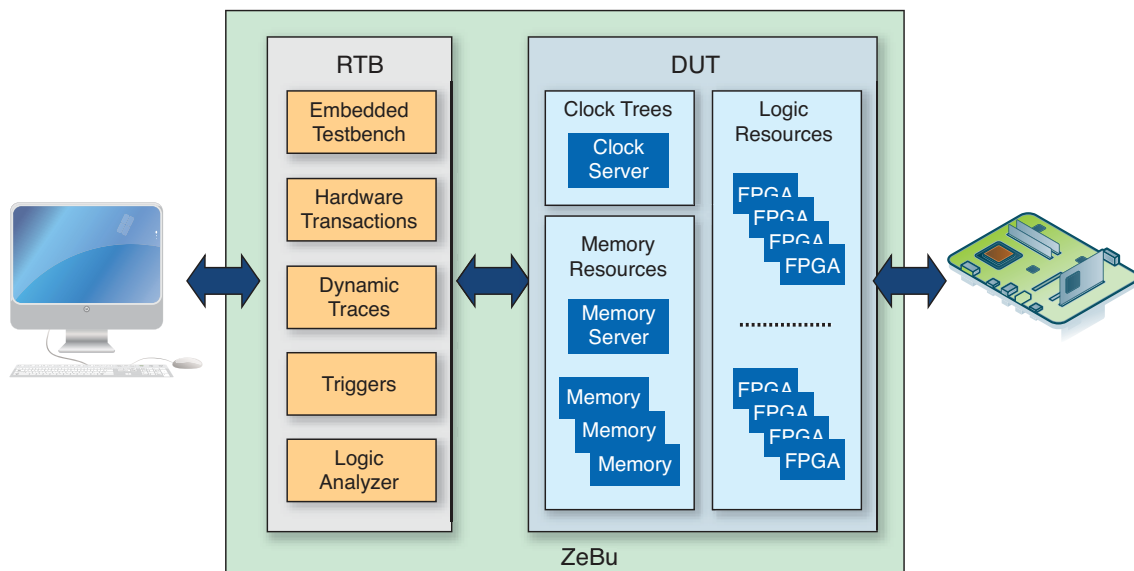 RTB
Embedded
Testbench
Hardware
Transactions
Dynamic
Traces
Triggers
Logic
Analyzer
DUT
Clock Trees
Clock
Server
Memory
Resources
Memory
Server
Memory
Memory
Memory
Logic
Resources
FPGA
FPGA
FPGA
FPGA
FPGA
FPGA
FPGA
FPGA
ZeBu